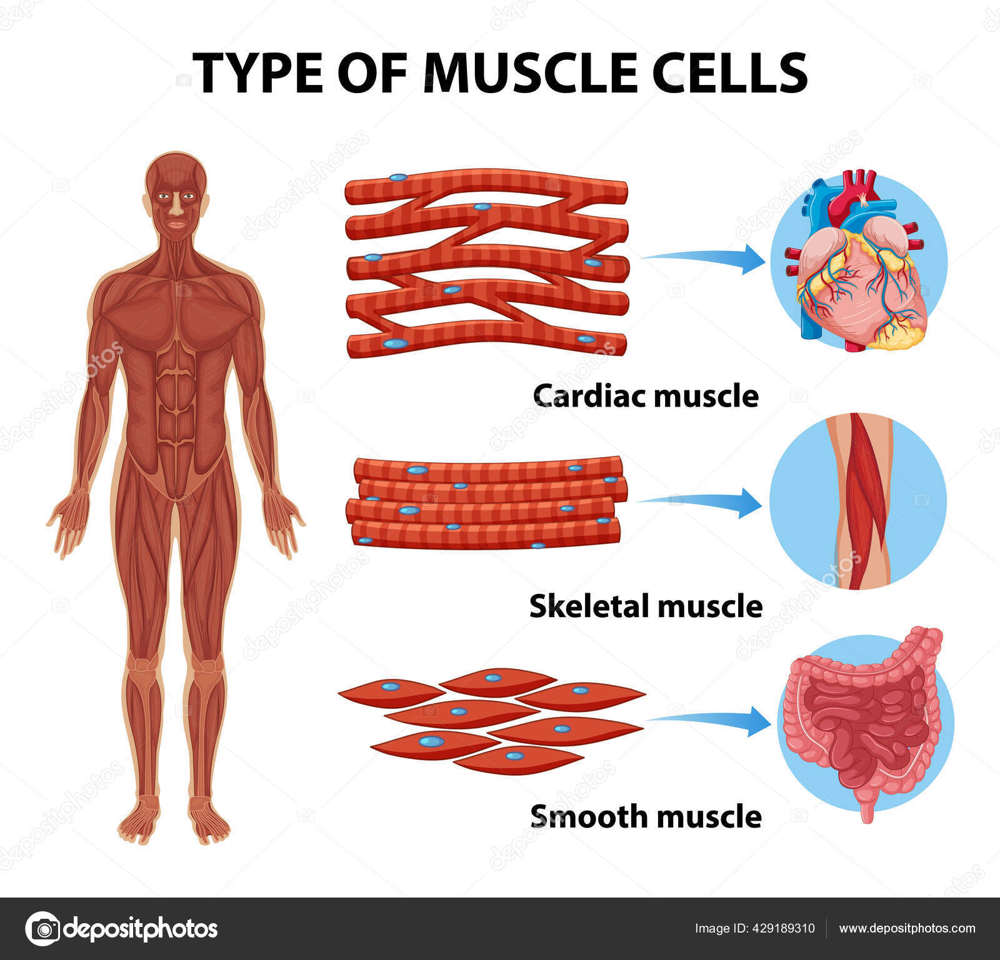 TYPE OF MUSCLE CELLS
Cardiac muscle
Skeletal muscle
Smooth muscle
depositphotos
Image ID: 429189310
www.depositphotos.com